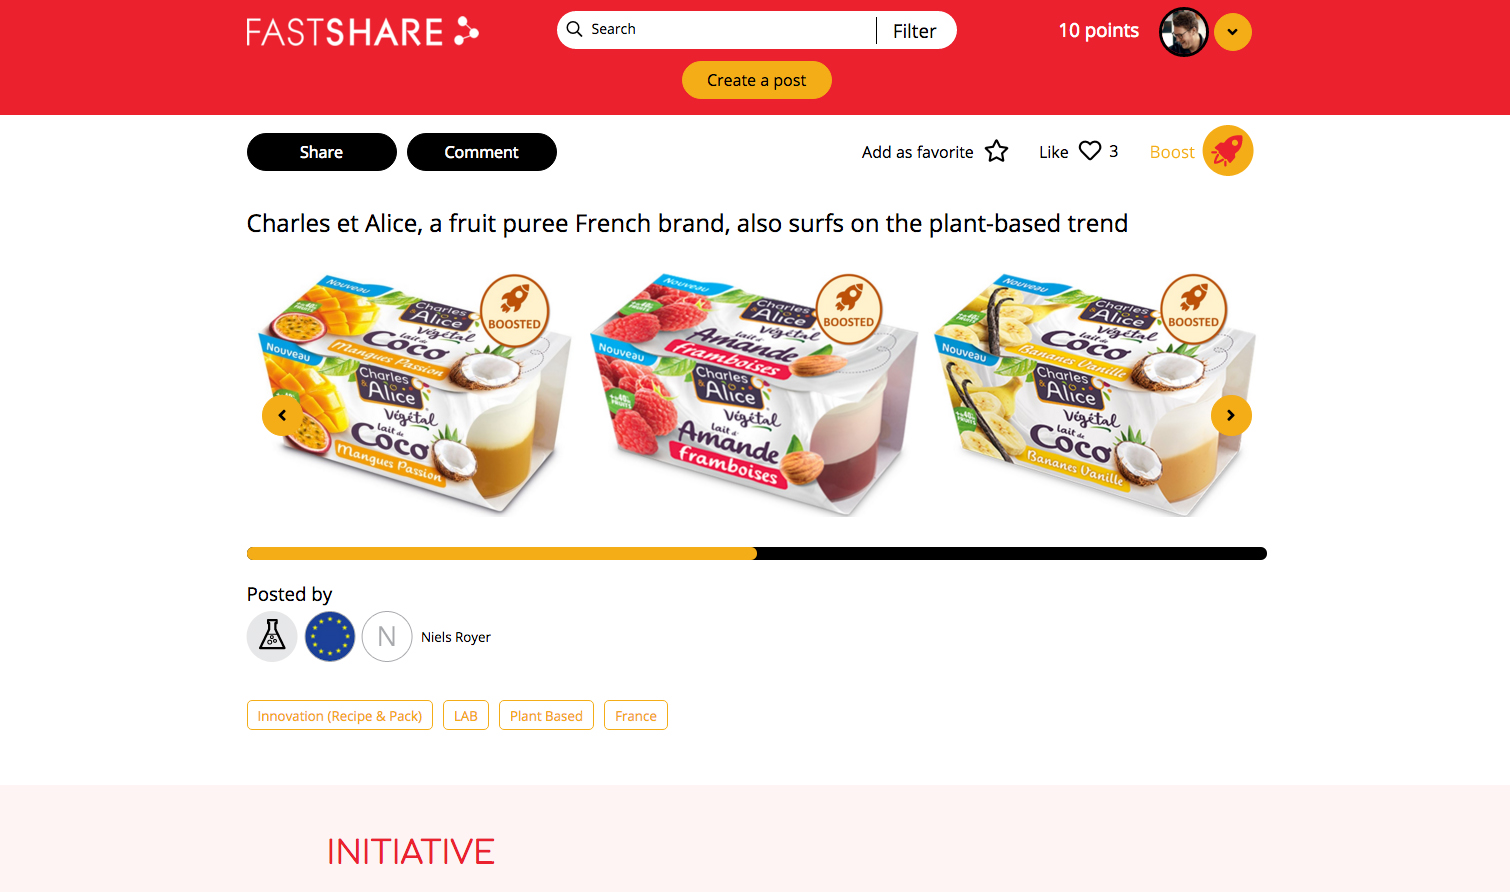 FASTSHARE
Search
Filter
10 points
Create a post
Share
Comment
Add as favorite
Like
3
Boost
Charles et Alice, a fruit puree French brand, also surfs on the plant-based trend
Nouveau
Charles
& Alice
Végétal
lait de
Coco
Mangues Passion
BOOSTED
Nouveau
Charles
& Alice
Végétal
lait de
Coco
Mangues Passion
Nouveau
Charles
& Alice
Végétal
lait d'
Amande
framboises
BOOSTED
Nouveau
Charles
& Alice
Végétal
lait d'
Amande
framboises
Nouveau
Charles
& Alice
Végétal
lait de
Coco
Bananes Vanille
BOOSTED
Nouveau
Charles
& Alice
Végétal
lait de
Coco
Bananes Vanille
Posted by
N
Niels Royer
Innovation (Recipe & Pack)
LAB
Plant Based
France
INITIATIVE